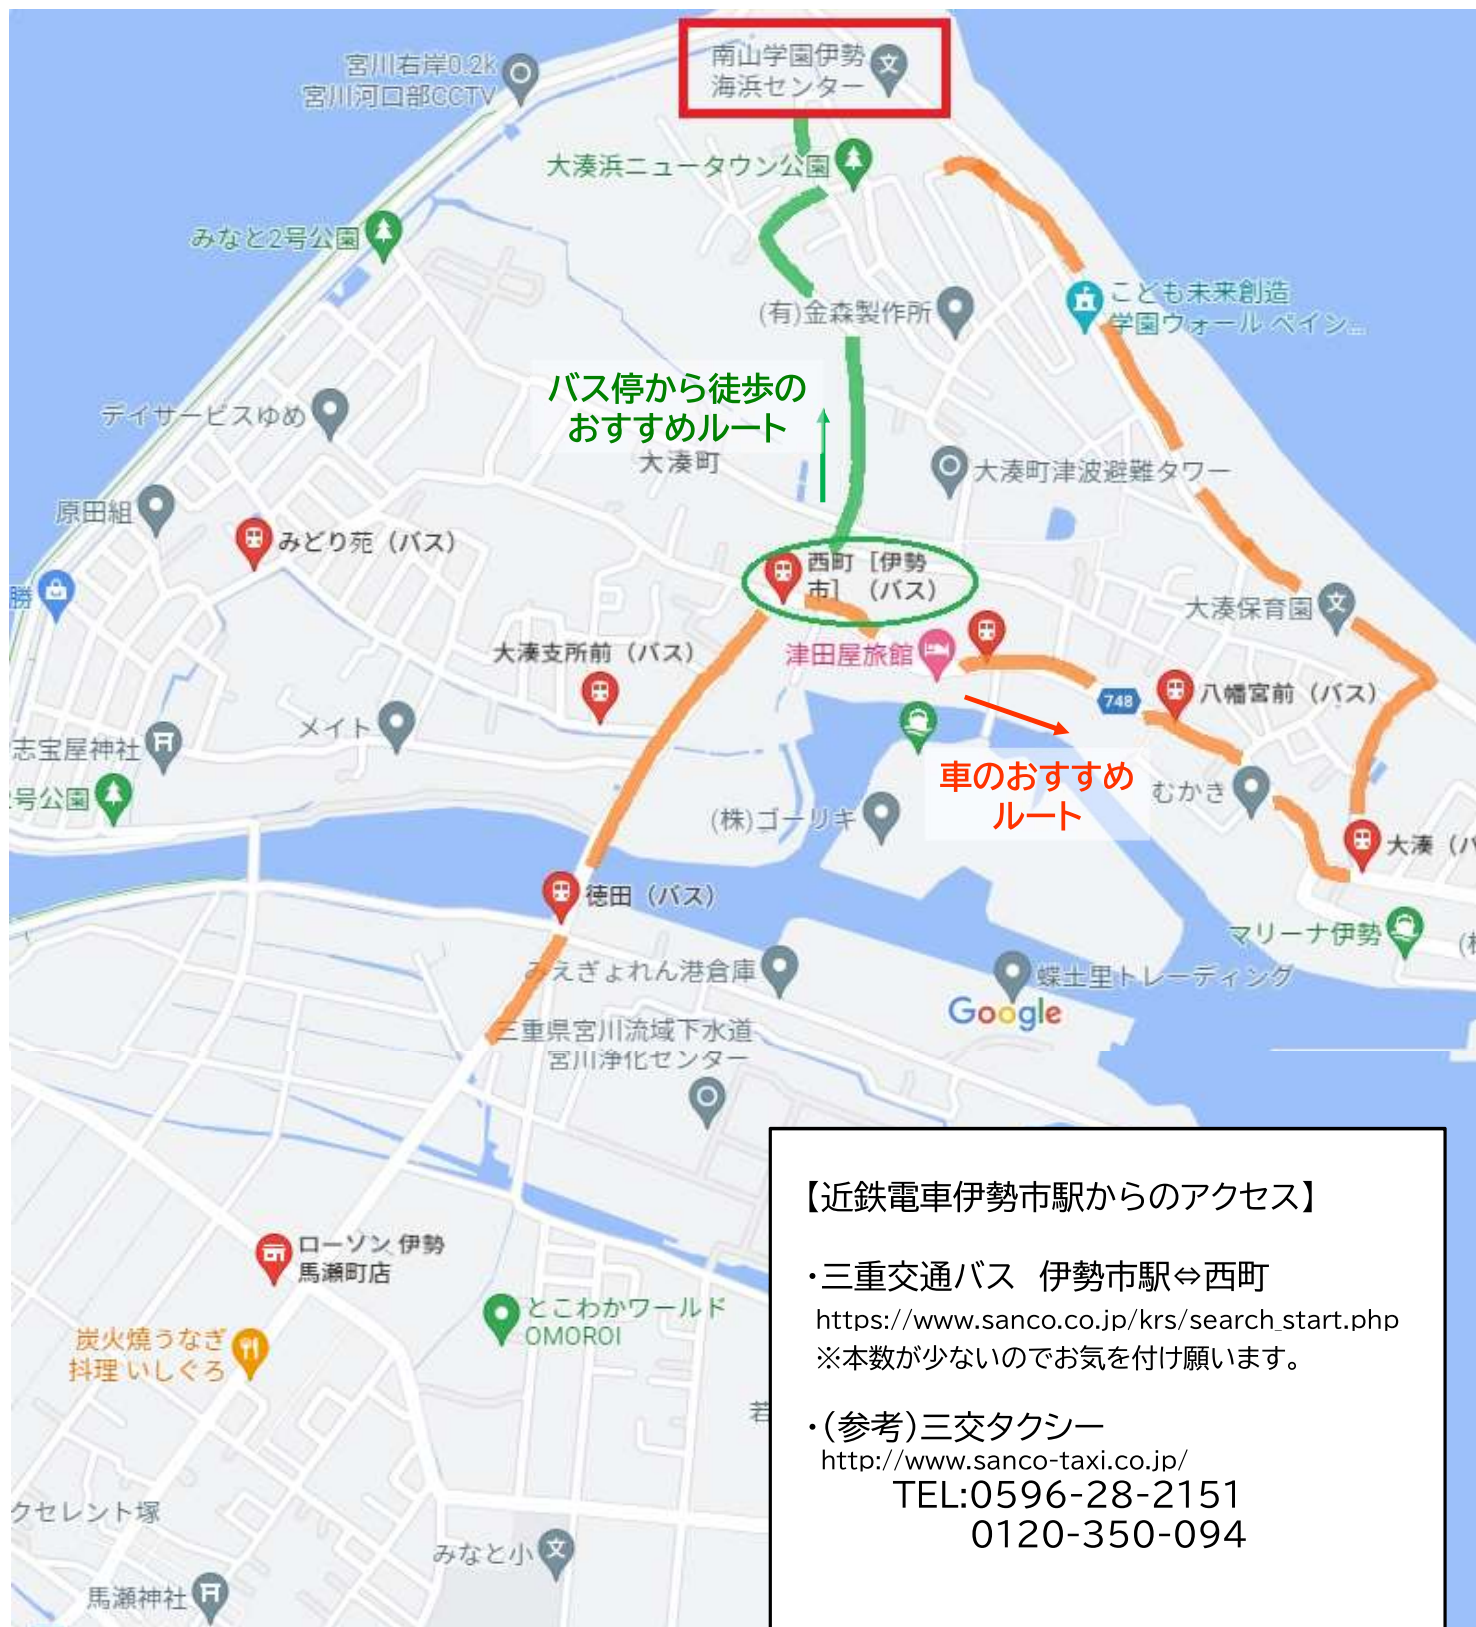 宮川右岸0.2k
宮川河口部CCTV
南山学園伊勢
海浜センター
大湊浜ニュータウン公園
みなと2号公園
(有)金森製作所
こども未来創造
学園ウォール ペイン...
バス停から徒歩の
おすすめルート
デイサービスゆめ
大湊町
大湊町津波避難タワー
原田組
みどり苑（バス）
西町［伊勢
市］（バス）
勝
大湊保育園
大湊支所前（バス）
津田屋旅館
748
八幡宮前（バス）
メイト
志宝屋神社
車のおすすめ
ルート
号公園
(株)ゴーリキ
むかき
大湊（バ
徳田（バス）
マリーナ伊勢
(株
みえぎょれん港倉庫
蝶土里トレーディング
Google
三重県宮川流域下水道
宮川浄化センター
【近鉄電車伊勢市駅からのアクセス】
・三重交通バス　伊勢市駅⇔西町
https://www.sanco.co.jp/krs/search_start.php
※本数が少ないのでお気を付け願います。
・(参考)三交タクシー
http://www.sanco-taxi.co.jp/
TEL:0596-28-2151
0120-350-094
ローソン 伊勢
馬瀬町店
とこわかワールド
OMOROI
炭火焼うなぎ
料理 いしぐろ
若
クセレント塚
みなと小
馬瀬神社